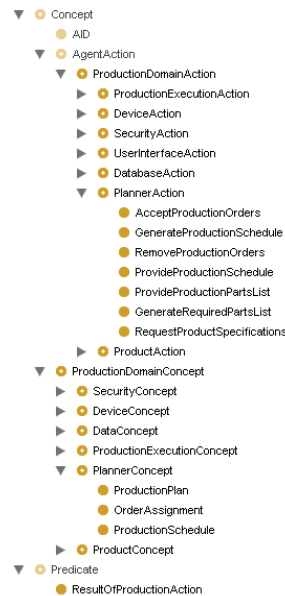 Concept
AID
AgentAction
ProductionDomainAction
ProductionExecutionAction
DeviceAction
SecurityAction
UserInterfaceAction
DatabaseAction
PlannerAction
AcceptProductionOrders
GenerateProductionSchedule
RemoveProductionOrders
ProvideProductionSchedule
ProvideProductionPartsList
GenerateRequiredPartsList
RequestProductSpecifications
ProductAction
ProductionDomainConcept
SecurityConcept
DeviceConcept
DataConcept
ProductionExecutionConcept
PlannerConcept
ProductionPlan
OrderAssignment
ProductionSchedule
ProductConcept
Predicate
ResultOfProductionAction